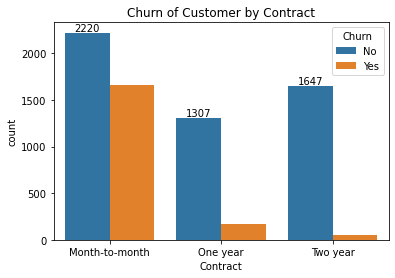 Churn of Customer by Contract
2220
1307
1647
Churn
No
Yes
2000
1500
1000
500
0
count
Month-to-month One year Two year
Contract